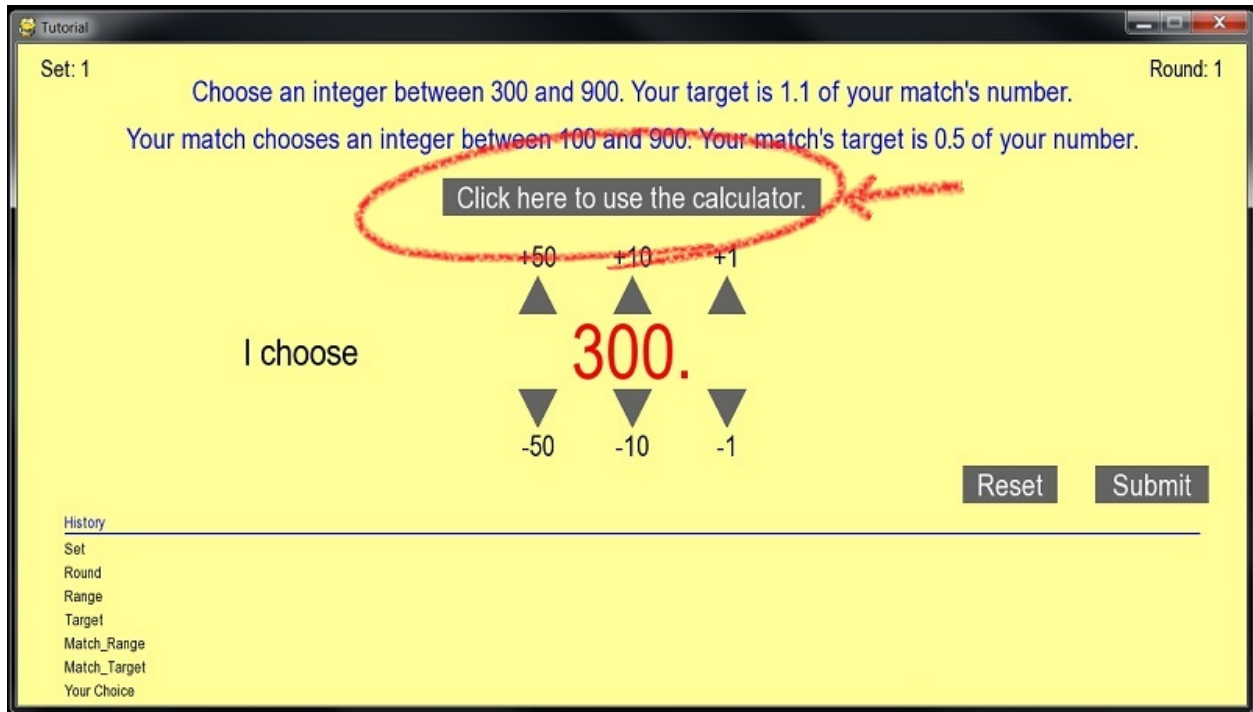 Tutorial
Set: 1
Round: 1
Choose an integer between 300 and 900. Your target is 1.1 of your match's number.
Your match chooses an integer between 100 and 900. Your match's target is 0.5 of your number.
Click here to use the calculator.
+50 +10 +1
I choose 300.
-50 -10 -1
Reset Submit
History
Set
Round
Range
Target
Match_Range
Match_Target
Your Choice